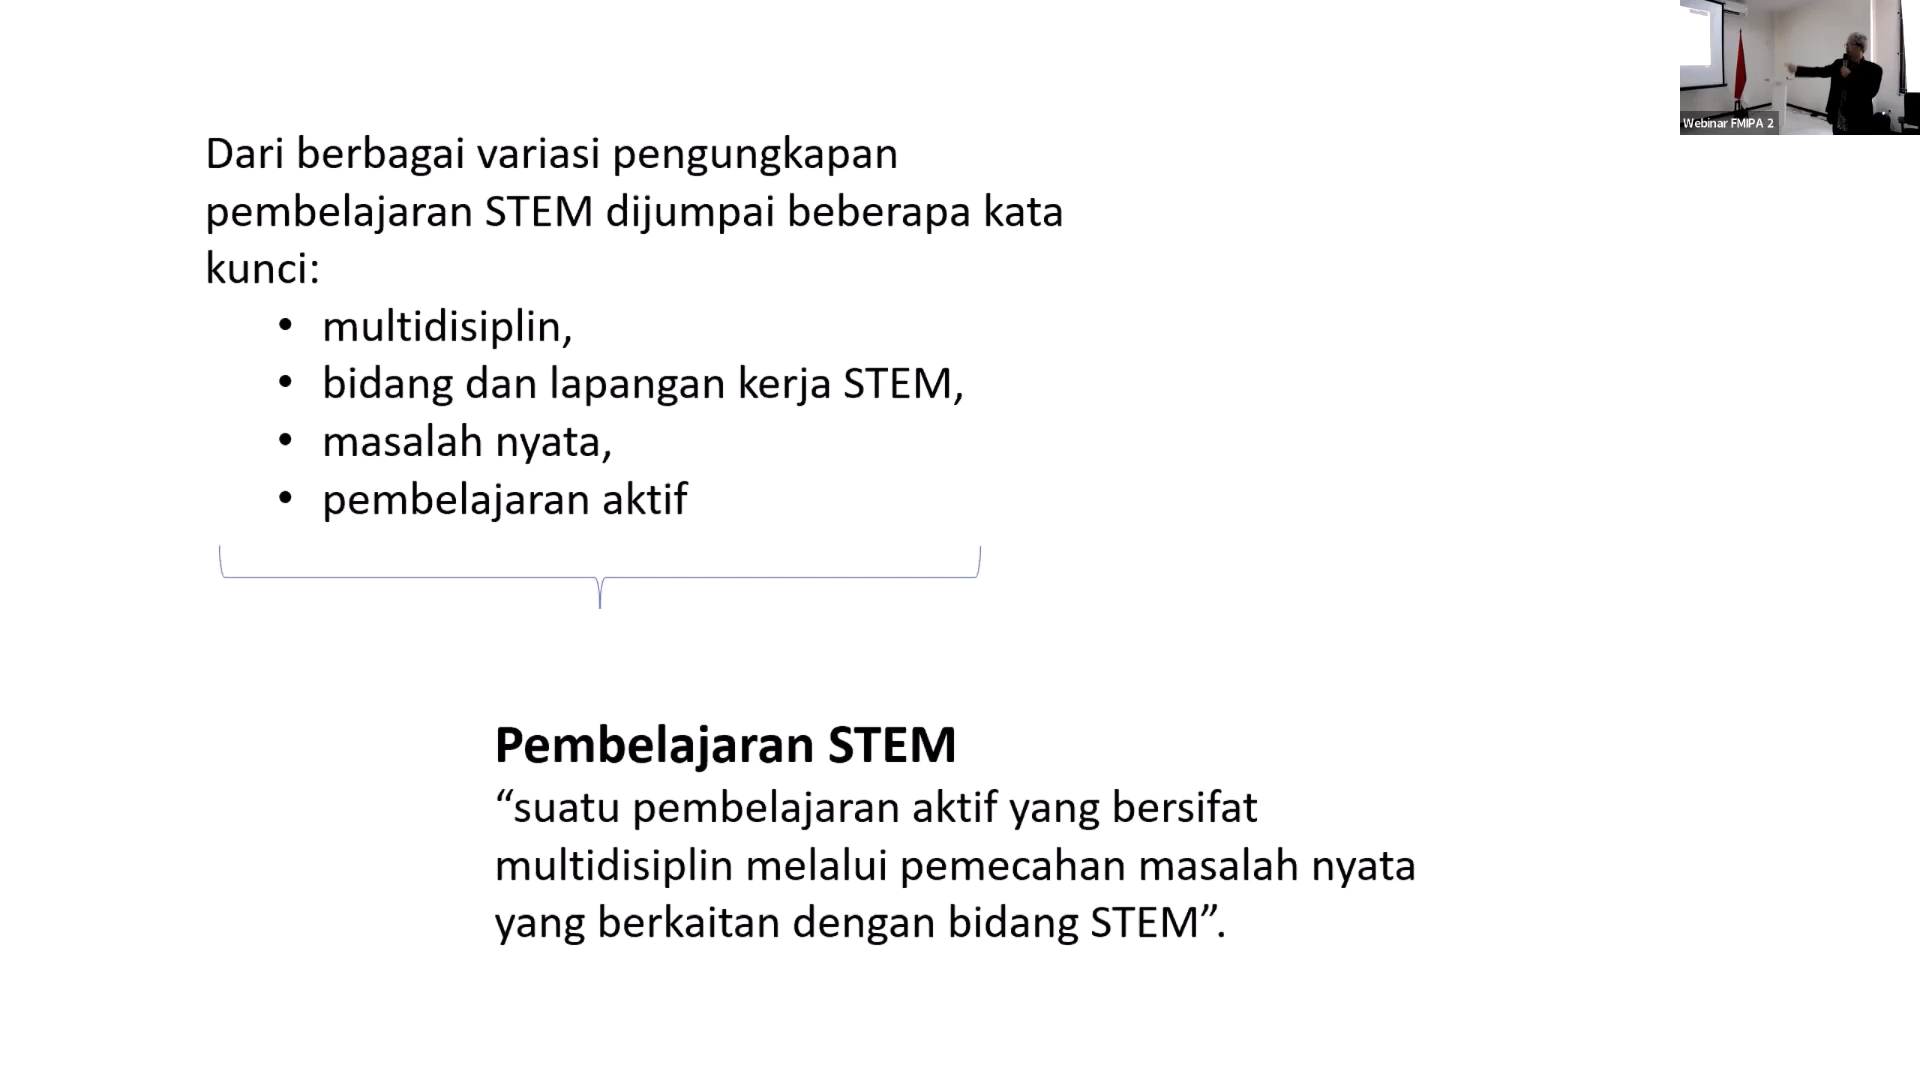 Dari berbagai variasi pengungkapan
pembelajaran STEM dijumpai beberapa kata
kunci:
• multidisiplin,
• bidang dan lapangan kerja STEM,
• masalah nyata,
• pembelajaran aktif
Pembelajaran STEM
“suatu pembelajaran aktif yang bersifat
multidisiplin melalui pemecahan masalah nyata
yang berkaitan dengan bidang STEM”.
Webinar FMIPA 2